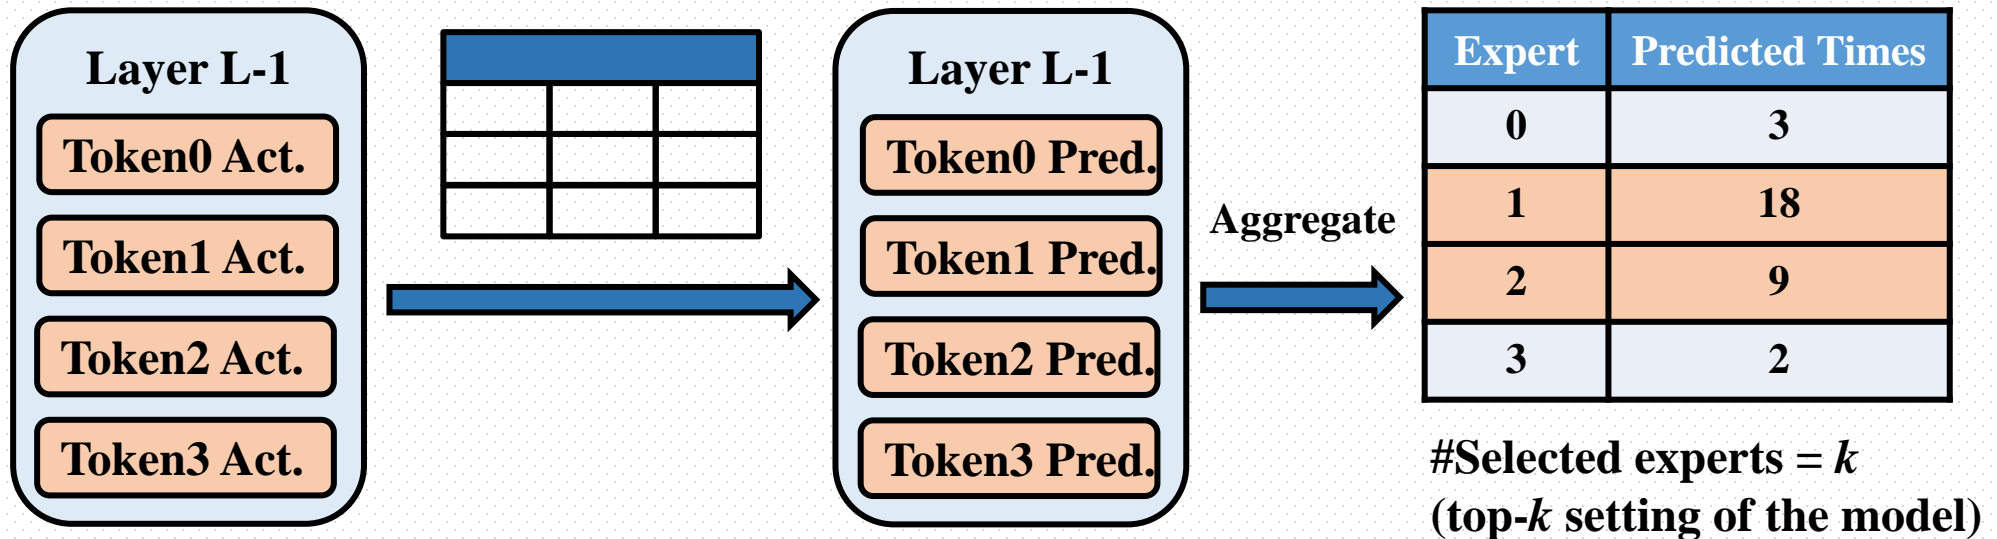 Layer L-1
Token0 Act.
Token1 Act.
Token2 Act.
Token3 Act.
Layer L-1
Token0 Pred.
Token1 Pred.
Token2 Pred.
Token3 Pred.
Aggregate
Expert Predicted Times
0 3
1 18
2 9
3 2
#Selected experts = k
(top-k setting of the model)